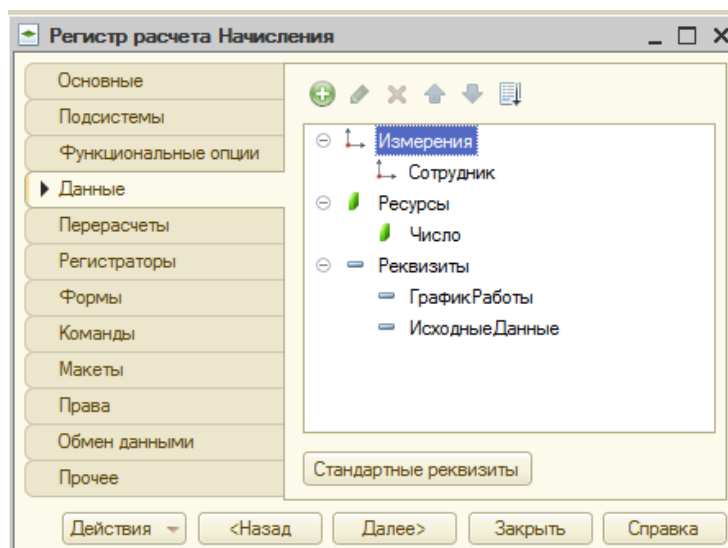 Регистр расчета Начисления
Основные
Подсистемы
Функциональные опции
Данные
Перерасчеты
Регистраторы
Формы
Команды
Макеты
Права
Обмен данными
Прочее
Измерения
Сотрудник
Ресурсы
Число
Реквизиты
ГрафикРаботы
ИсходныеДанные
Стандартные реквизиты
Действия <Назад Далее> Закрыть Справка